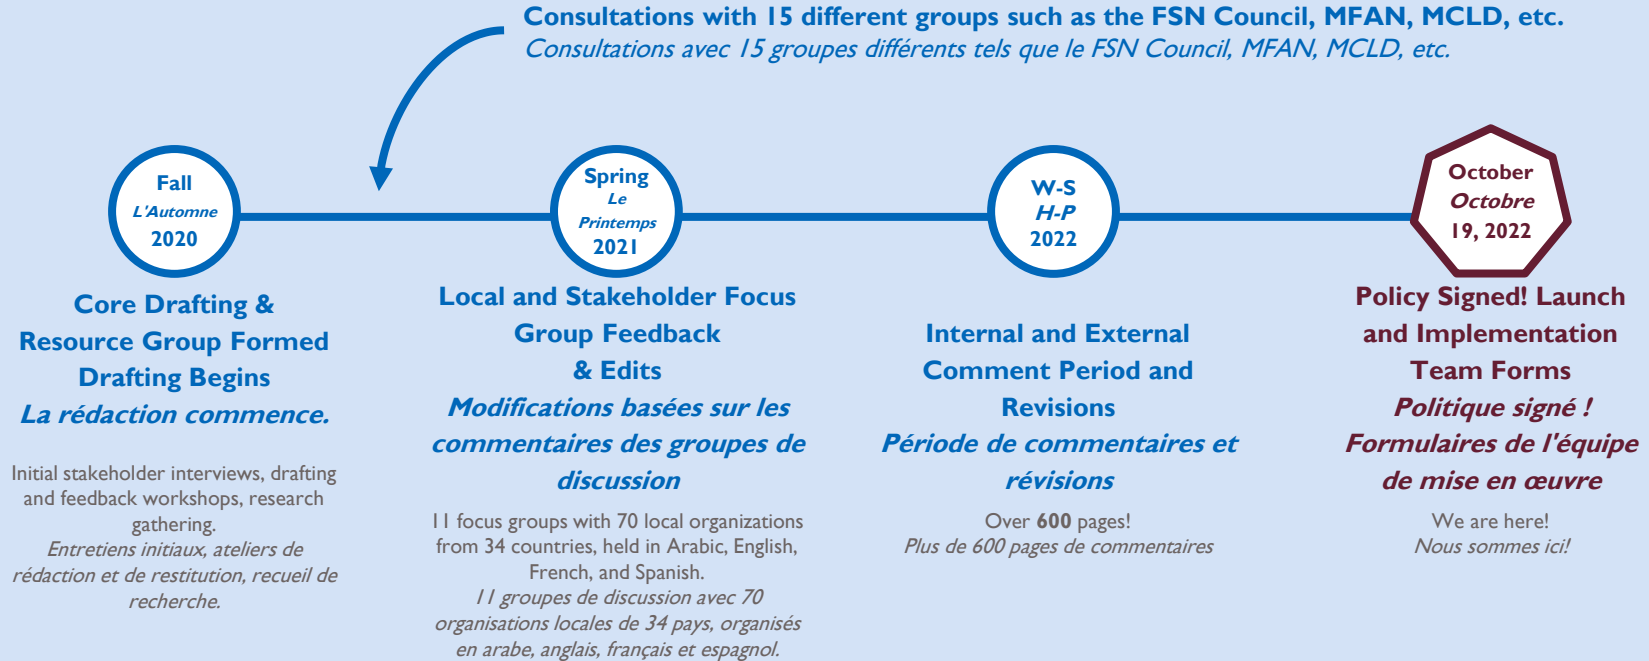 Consultations with 15 different groups such as the FSN Council, MFAN, MCLD, etc.
Consultations avec 15 groupes différents tels que le FSN Council, MFAN, MCLD, etc.
Fall
L'Automne
2020
Core Drafting &
Resource Group Formed
Drafting Begins
La rédaction commence.
Initial stakeholder interviews, drafting
and feedback workshops, research
gathering.
Entretiens initiaux, ateliers de
rédaction et de restitution, recueil de
recherche.
Spring
Le
Printemps
2021
Local and Stakeholder Focus
Group Feedback
& Edits
Modifications basées sur les
commentaires des groupes de
discussion
11 focus groups with 70 local organizations
from 34 countries, held in Arabic, English,
French, and Spanish.
11 groupes de discussion avec 70
organisations locales de 34 pays, organisés
en arabe, anglais, français et espagnol.
W-S
H-P
2022
Internal and External
Comment Period and
Revisions
Période de commentaires et
révisions
Over 600 pages!
Plus de 600 pages de commentaires
October
Octobre
19, 2022
Policy Signed! Launch
and Implementation
Team Forms
Politique signé !
Formulaires de l'équipe
de mise en œuvre
We are here!
Nous sommes ici!